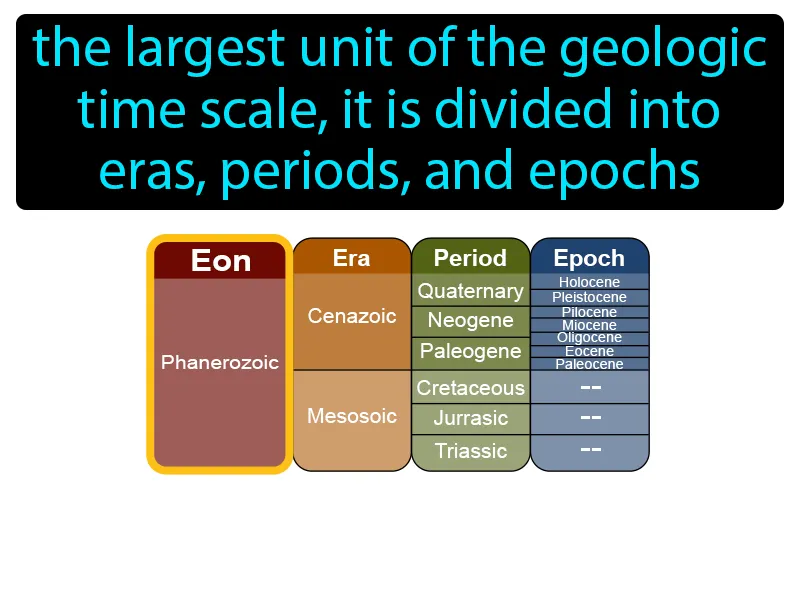 the largest unit of the geologic
time scale, it is divided into
eras, periods, and epochs
Eon Era Period Epoch
Phanerozoic
Cenazoic
Quaternary
Holocene
Pleistocene
Neogene
Pilocene
Miocene
Paleogene
Oligocene
Eocene
Paleocene
Mesosoic
Cretaceous --
Jurrasic --
Triassic --